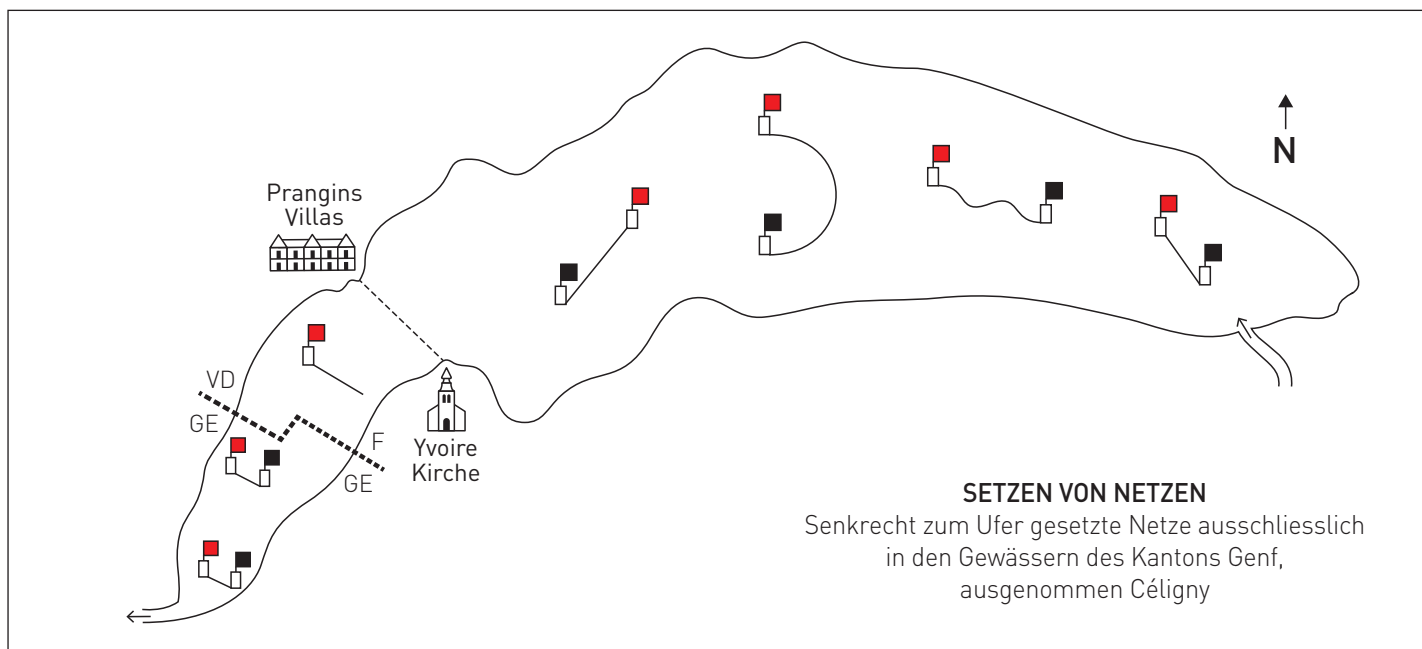 Prangins
Villas
N
VD
GE
F
GE
Yvoire
Kirche
SETZEN VON NETZEN
Senkrecht zum Ufer gesetzte Netze ausschliesslich
in den Gewässern des Kantons Genf,
ausgenommen Céligny